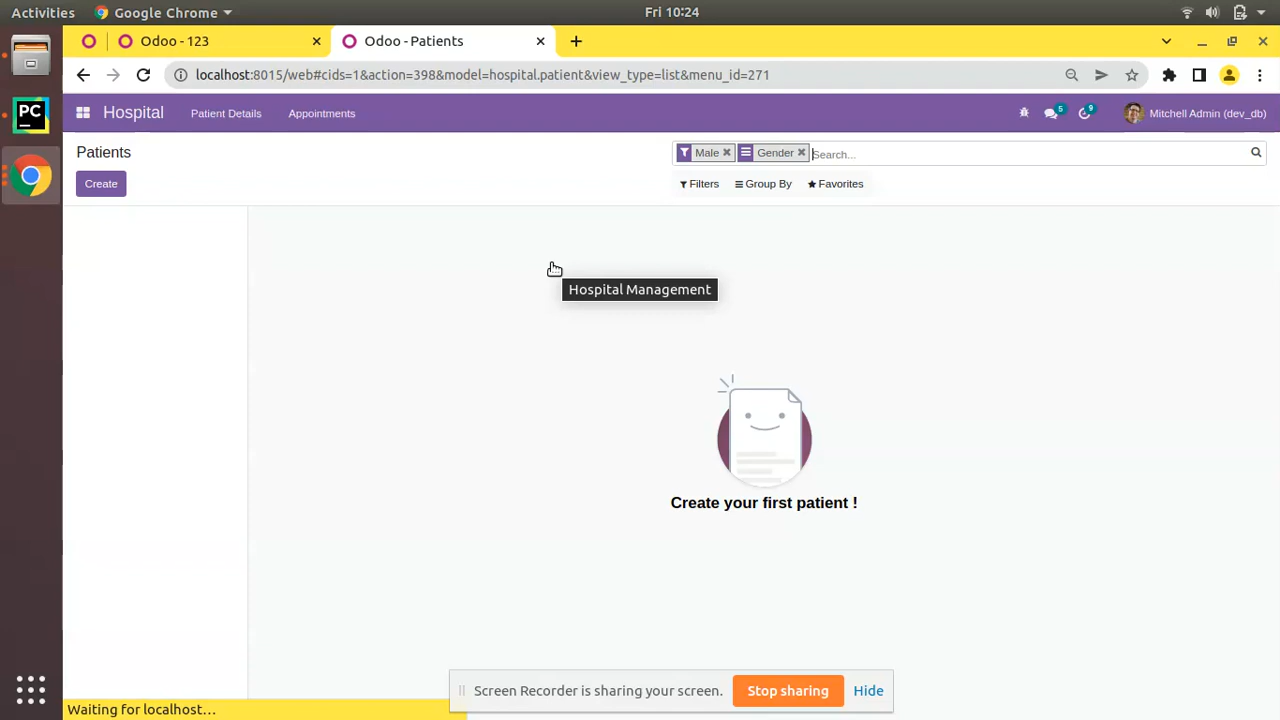 Activities Google Chrome Fri 10:24
Odoo - 123 Odoo - Patients
localhost:8015/web#cids=1&action=398&model=hospital.patient&view_type=list&menu_id=271
PC Hospital Patient Details Appointments 5 9 Mitchell Admin (dev_db)
Patients Male Gender Search...
Create Filters Group By Favorites
Hospital Management
Create your first patient !
Screen Recorder is sharing your screen. Stop sharing Hide
Waiting for localhost…